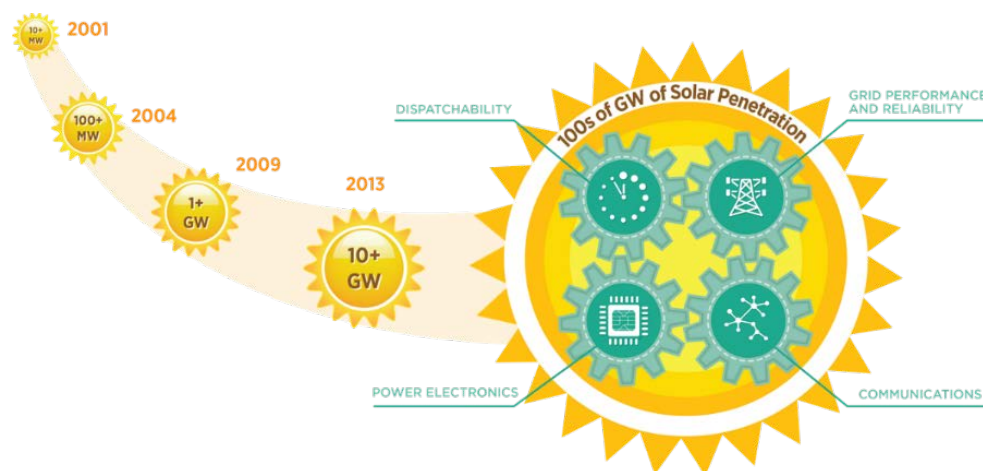 10+
MW
2001
100+
MW
2004
1+
GW
2009
10+
GW
2013
100s of GW of Solar Penetration
DISPATCHABILITY
GRID PERFORMANCE
AND RELIABILITY
POWER ELECTRONICS
COMMUNICATIONS